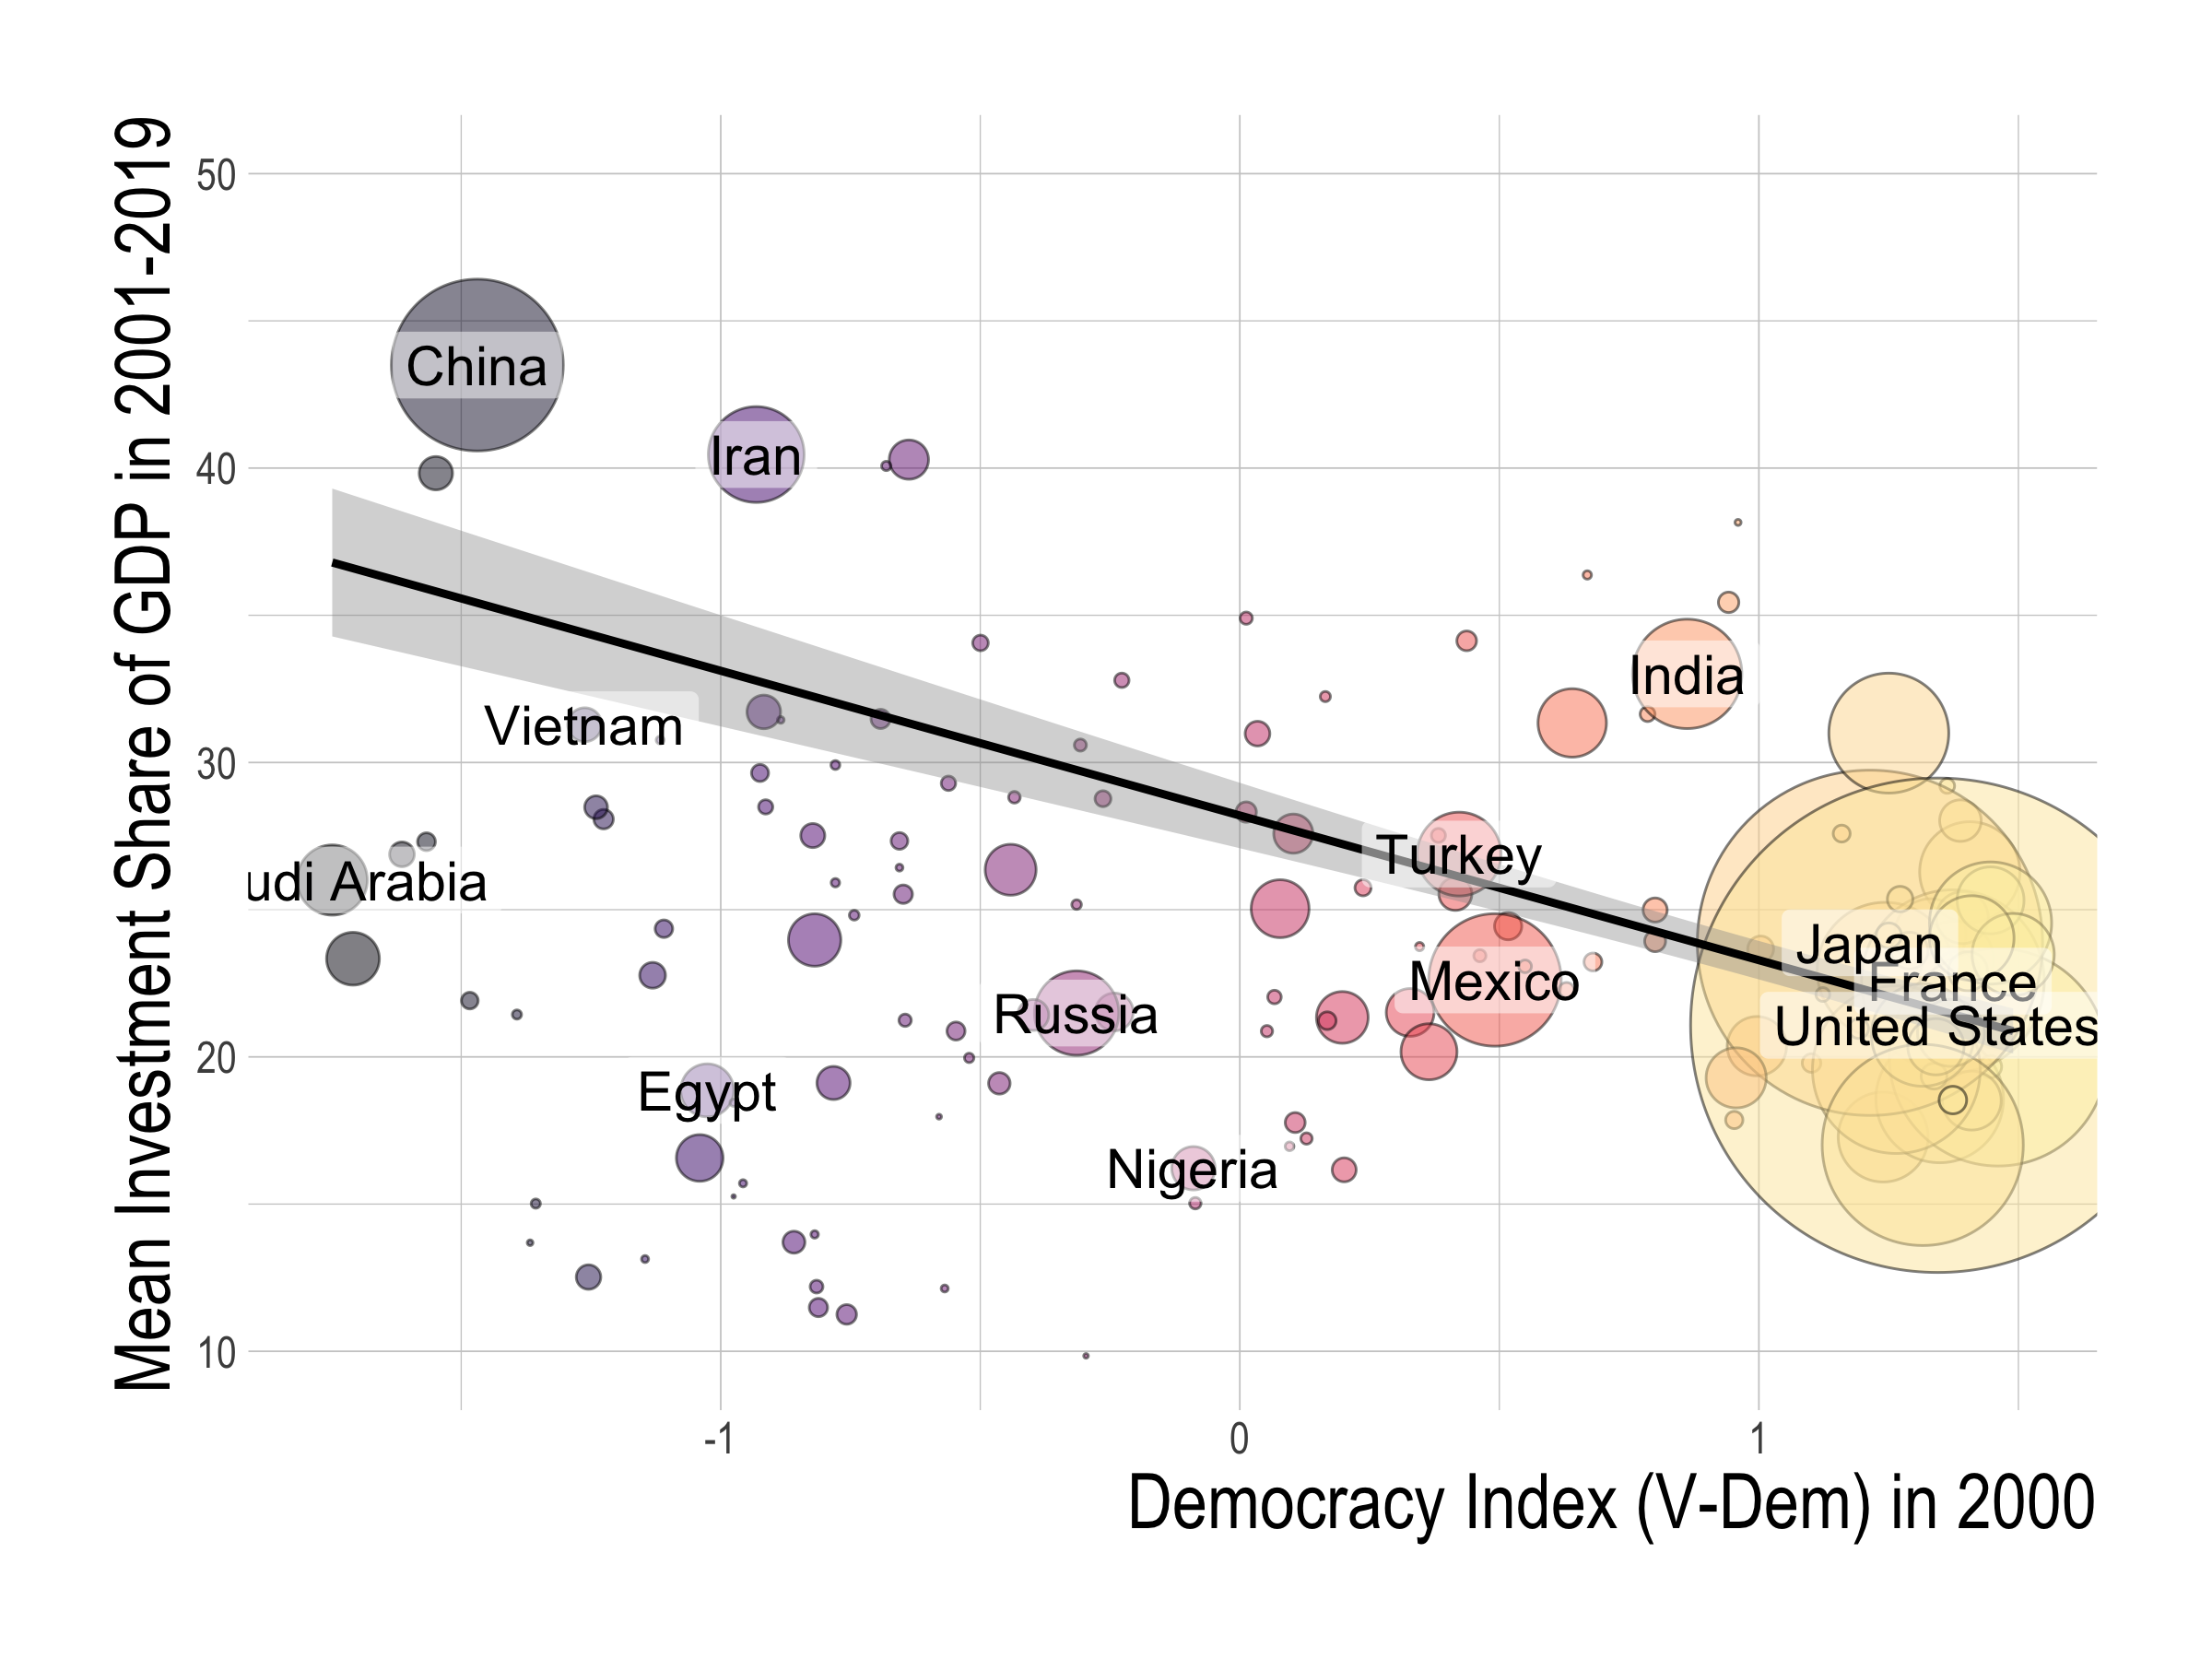 Mean Investment Share of GDP in 2001-2019
50
40
30
20
10
China
Iran
India
Vietnam
Turkey
udi Arabia
Japan
France
Mexico
Russia
United States
Egypt
Nigeria
-1
0
1
Democracy Index (V-Dem) in 2000